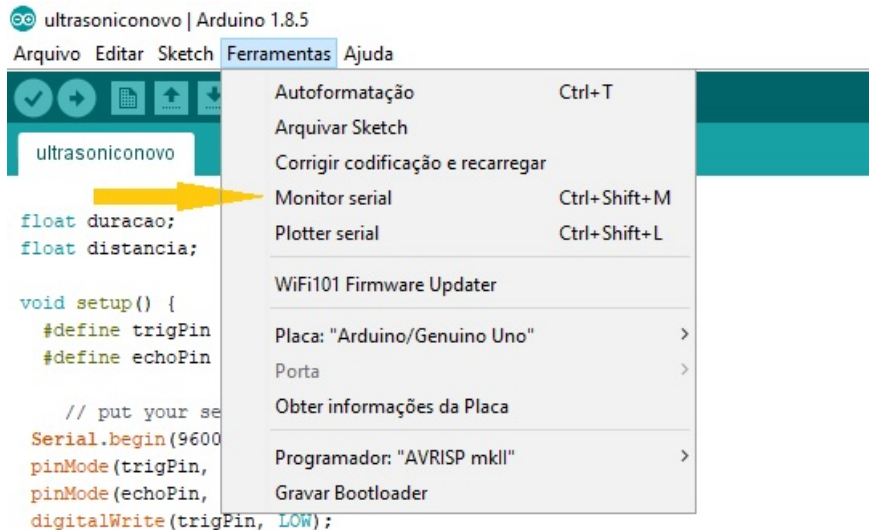 ultrasoniconovo | Arduino 1.8.5
Arquivo Editar Sketch Ferramentas Ajuda
ultrasoniconovo
Autoformatação Ctrl+T
Arquivar Sketch
Corrigir codificação e recarregar
Monitor serial Ctrl+Shift+M
Plotter serial Ctrl+Shift+L
WiFi101 Firmware Updater
Placa: "Arduino/Genuino Uno"
Porta
Obter informações da Placa
Programador: "AVRISP mkII"
Gravar Bootloader
float duracao;
float distancia;
void setup() {
#define trigPin
#define echoPin
// put your se
Serial.begin(9600
pinMode(trigPin,
pinMode(echoPin,
digitalWrite(trigPin, LOW);